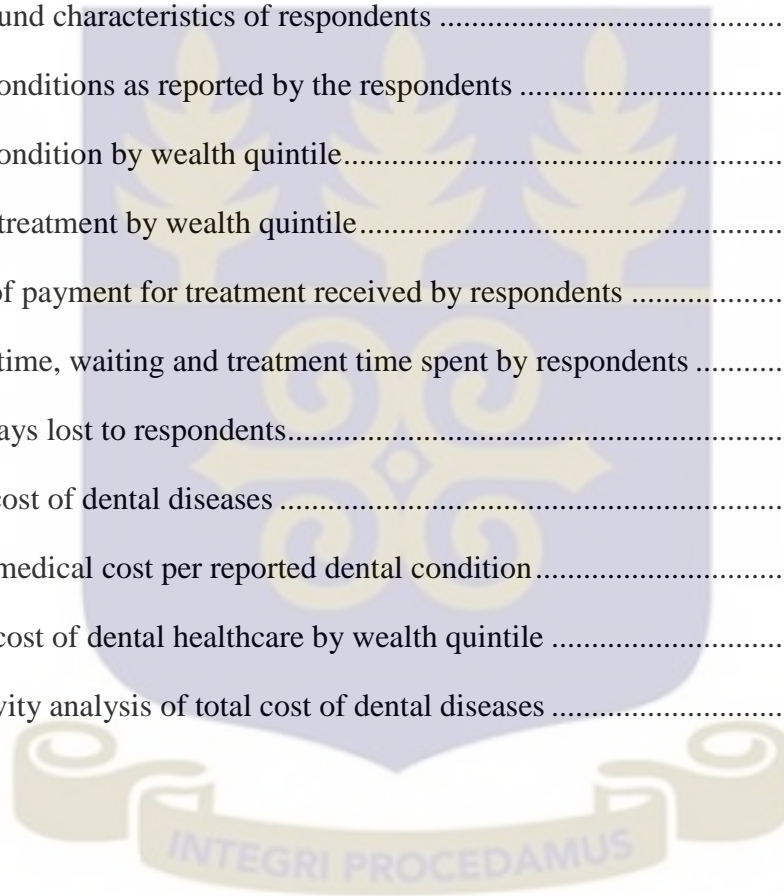 und characteristics of respondents ...........................................
onditions as reported by the respondents .................................
ondition by wealth quintile.......................................................
treatment by wealth quintile.....................................................
of payment for treatment received by respondents ...................
time, waiting and treatment time spent by respondents ...........
ays lost to respondents..............................................................
cost of dental diseases ...............................................................
medical cost per reported dental condition...............................
cost of dental healthcare by wealth quintile .............................
vity analysis of total cost of dental diseases .............................
INTEGRI PROCEDAMUS